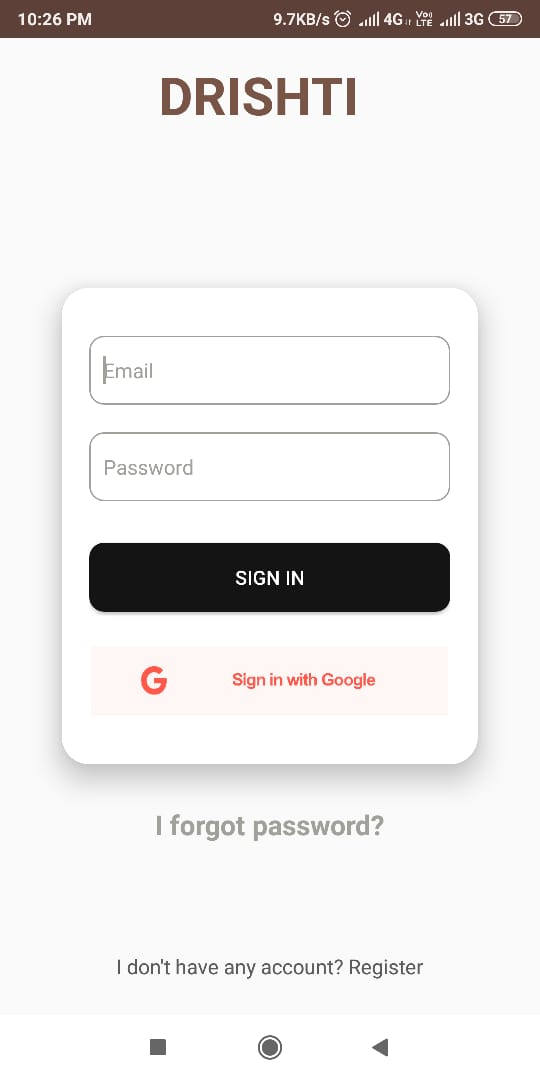 10:26 PM 9.7KB/s 4G Vo) LTE 3G 57
DRISHTI
Email
Password
SIGN IN
G Sign in with Google
I forgot password?
I don't have any account? Register